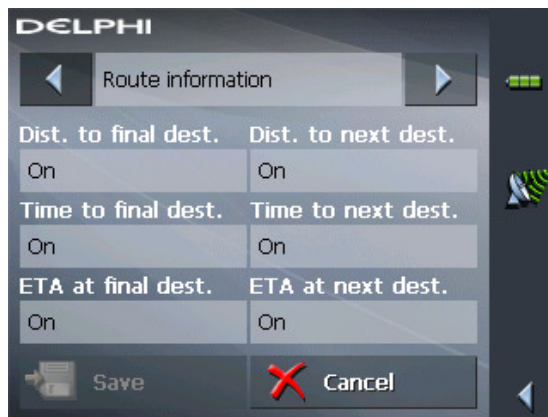 DELPHI
Route information
Dist. to final dest. Dist. to next dest.
On On
Time to final dest. Time to next dest.
On On
ETA at final dest. ETA at next dest.
On On
Save Cancel